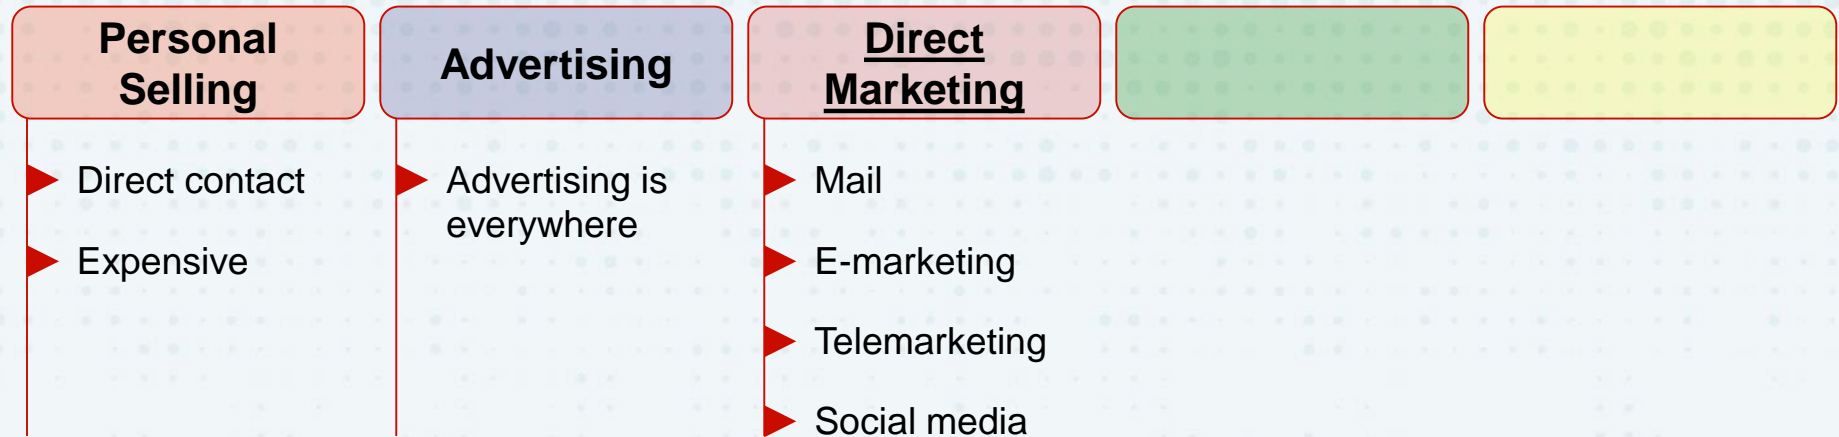 Personal
Selling
Direct contact
Expensive
Advertising
Advertising is
everywhere
Direct
Marketing
Mail
E-marketing
Telemarketing
Social media